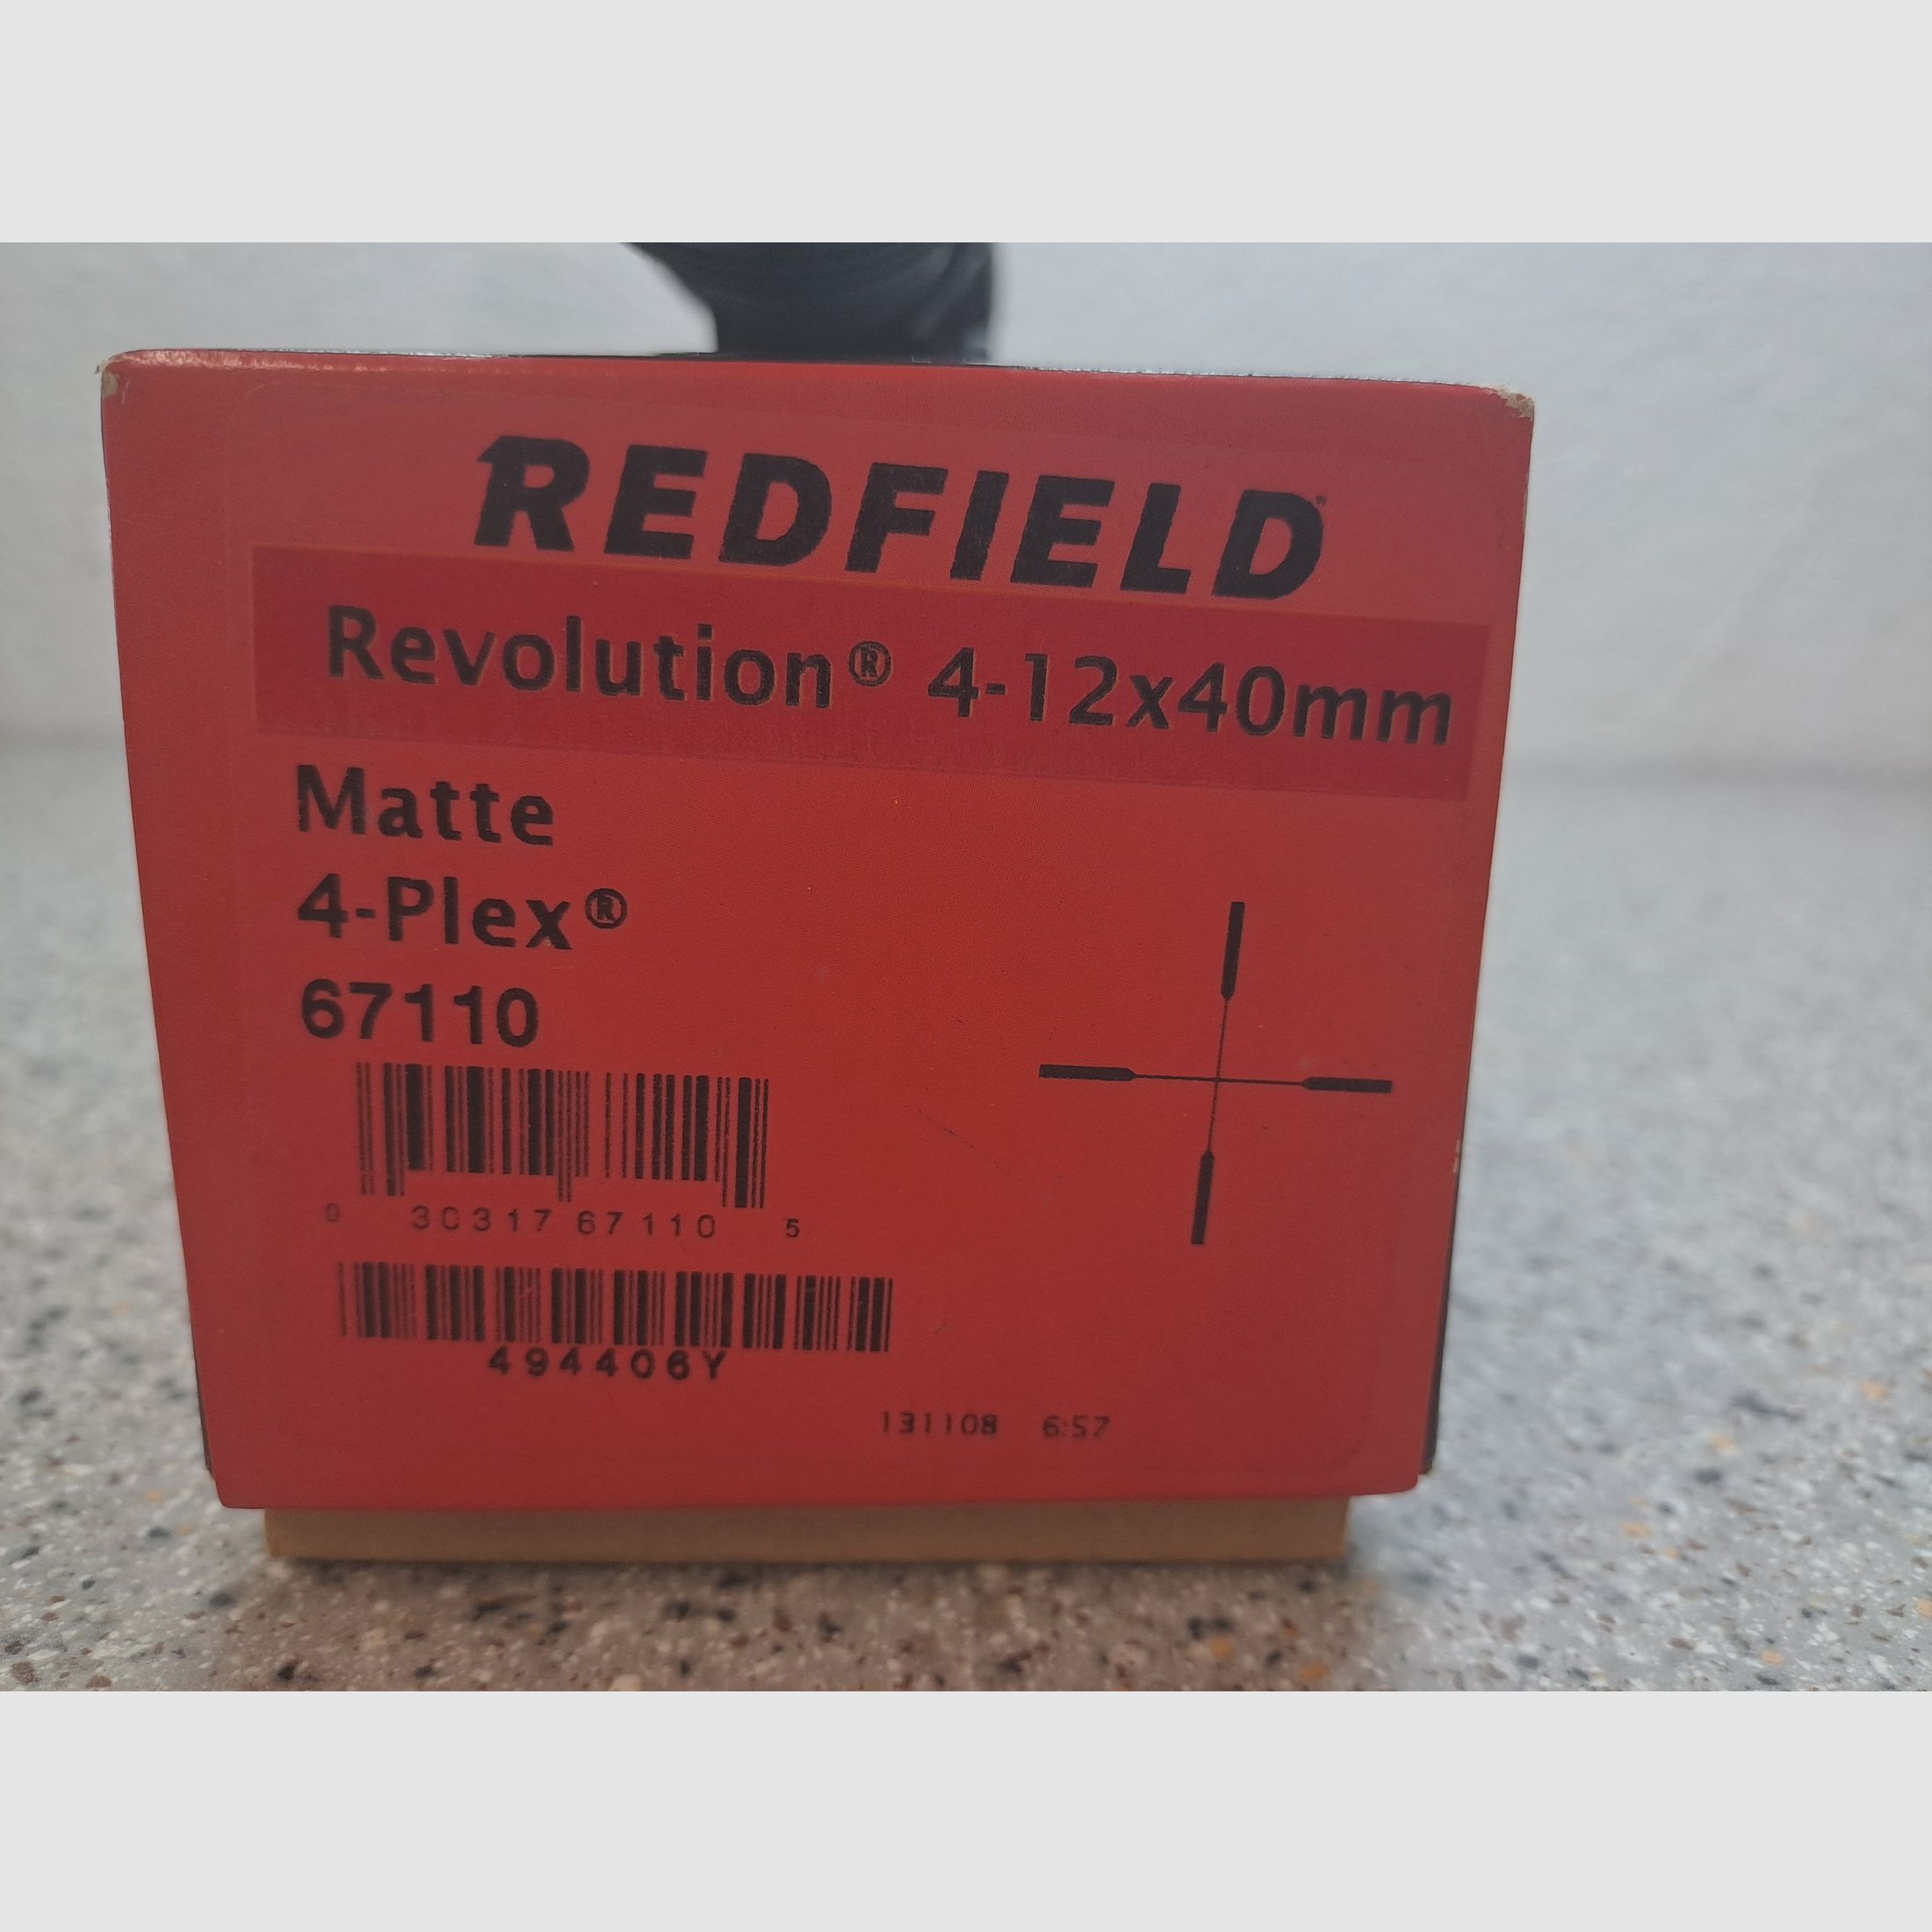 REDFIELD
Revolution® 4-12x40mm
Matte
4-Plex®
67110
0 30317 67110 5
494406Y
131108 6:57